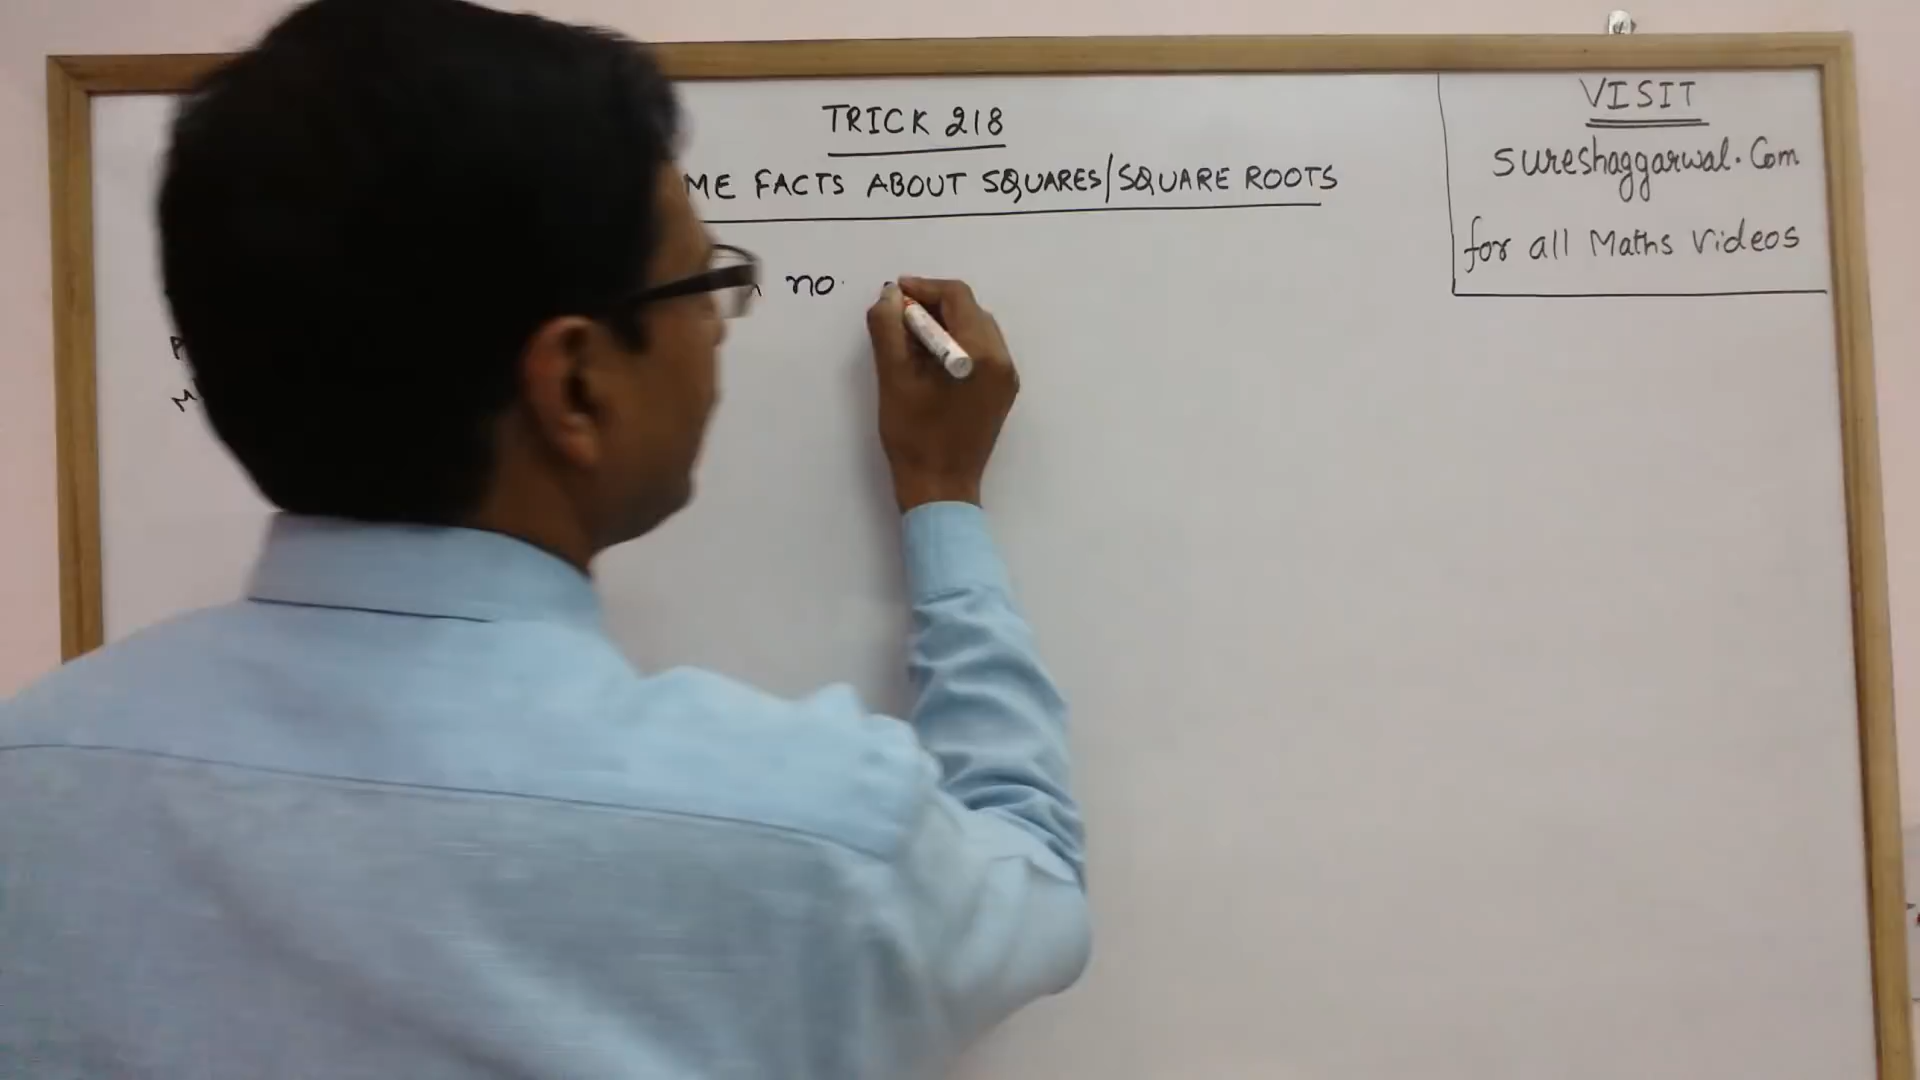 TRICK 218
ME FACTS ABOUT SQUARES/SQUARE ROOTS
no.
VISIT
Sureshaggarwal.Com
for all Maths Videos